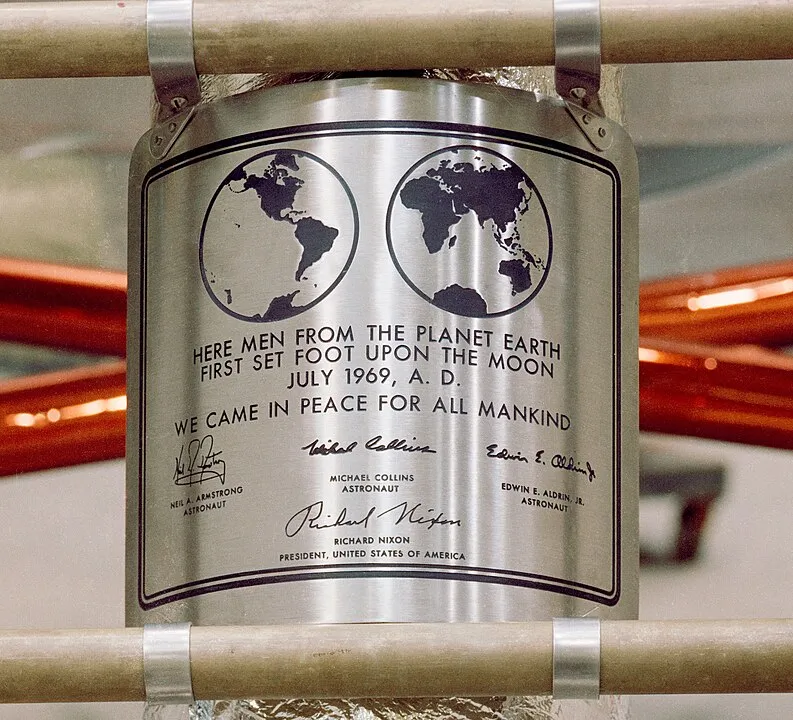 HERE MEN FROM THE PLANET EARTH
FIRST SET FOOT UPON THE MOON
JULY 1969, A. D.
WE CAME IN PEACE FOR ALL MANKIND
Neil A. Armstrong
Michael Collins
Edwin E. Aldrin Jr.
NEIL A. ARMSTRONG
ASTRONAUT
MICHAEL COLLINS
ASTRONAUT
EDWIN E. ALDRIN, JR.
ASTRONAUT
Richard Nixon
RICHARD NIXON
PRESIDENT, UNITED STATES OF AMERICA